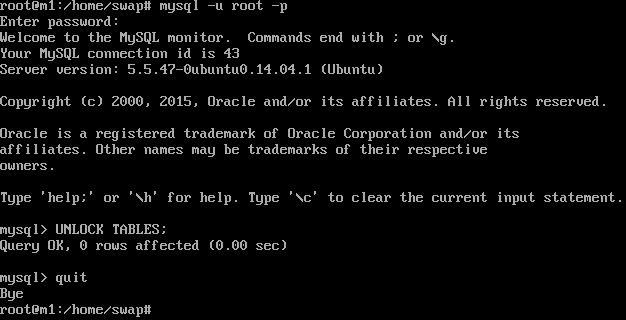 root@m1:/home/swap# mysql -u root -p
Enter password:
Welcome to the MySQL monitor.  Commands end with ; or \g.
Your MySQL connection id is 43
Server version: 5.5.47-0ubuntu0.14.04.1 (Ubuntu)
Copyright (c) 2000, 2015, Oracle and/or its affiliates. All rights reserved.
Oracle is a registered trademark of Oracle Corporation and/or its
affiliates. Other names may be trademarks of their respective
owners.
Type 'help;' or '\h' for help. Type '\c' to clear the current input statement.
mysql> UNLOCK TABLES;
Query OK, 0 rows affected (0.00 sec)
mysql> quit
Bye
root@m1:/home/swap#